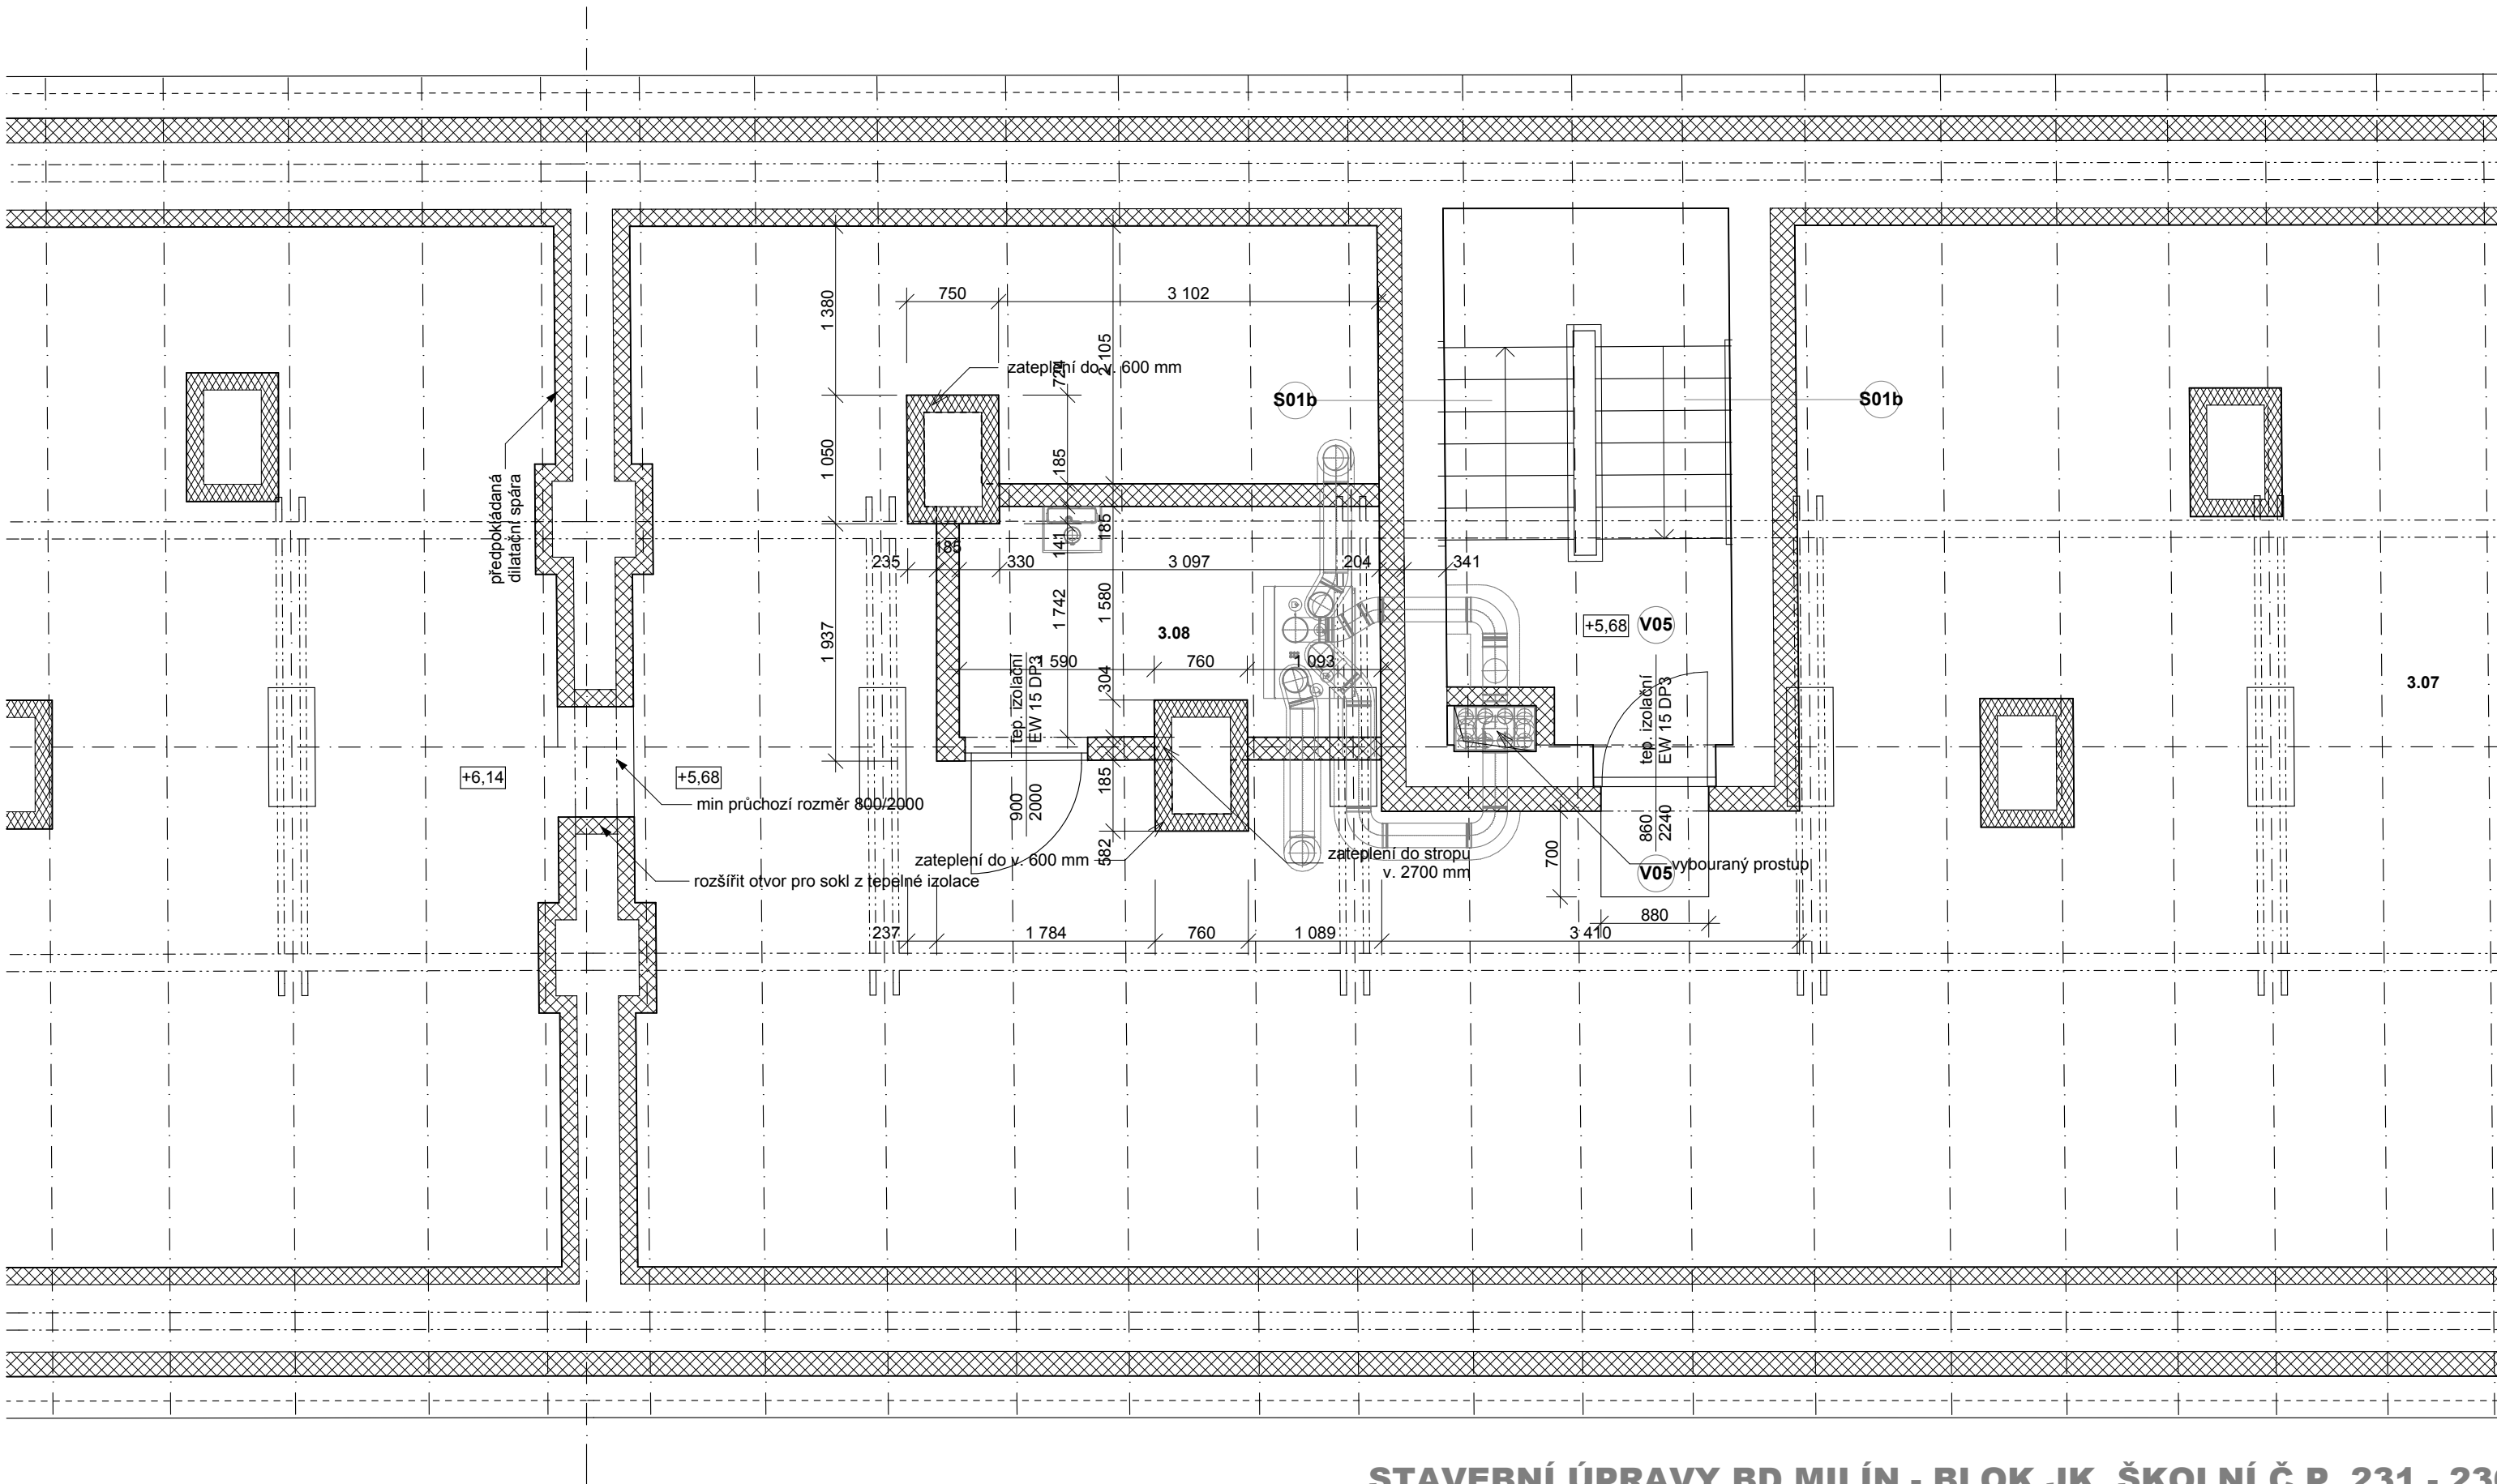 750
3 102
1 380
2 105
724
zateplení do v. 600 mm
S01b
S01b
1 050
185
předpokládaná
dilatační spára
185
141
185
235
330
3 097
204
341
1 742
1 580
1 937
3.08
+5,68
V05
1 590
760
1 093
304
tep. izolační
EW 15 DP3
tep. izolační
EW 15 DP3
3.07
+6,14
+5,68
min průchozí rozměr 800/2000
900
2000
185
582
860
2240
700
zateplení do v. 600 mm
zateplení do stropu
v. 2700 mm
vybouraný prostup
V05
rozšířit otvor pro sokl z tepelné izolace
880
237
1 784
760
1 089
3 410
STAVEBNÍ ÚPRAVY BD MILÍN - BLOK JK, ŠKOLNÍ Č.P. 231 - 23